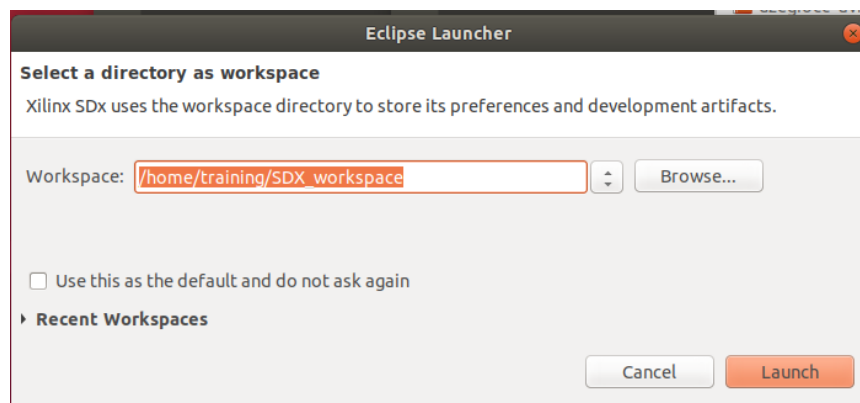 Eclipse Launcher
Select a directory as workspace
Xilinx SDx uses the workspace directory to store its preferences and development artifacts.
Workspace: /home/training/SDX_workspace Browse...
Use this as the default and do not ask again
Recent Workspaces
Cancel Launch